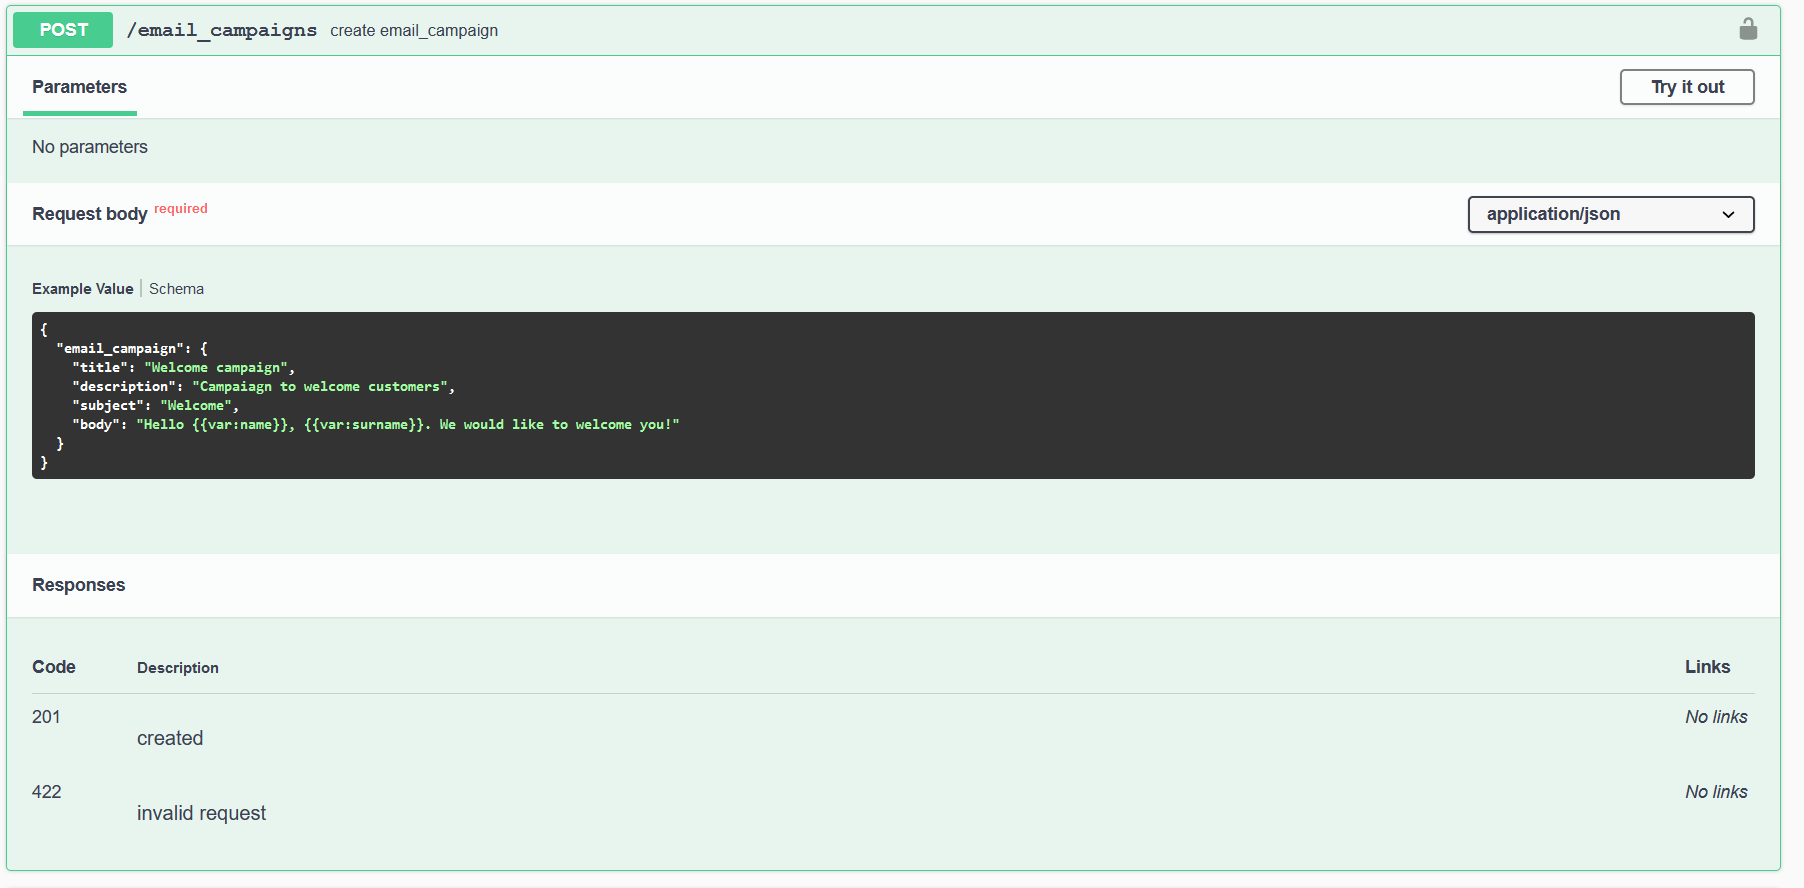 POST /email_campaigns create email_campaign
Parameters
Try it out
No parameters
Request body required
application/json
Example Value | Schema
{
  "email_campaign": {
    "title": "Welcome campaign",
    "description": "Campaiagn to welcome customers",
    "subject": "Welcome",
    "body": "Hello {{var:name}}, {{var:surname}}. We would like to welcome you!"
  }
}
Responses
Code Description Links
201 No links
created
422 No links
invalid request